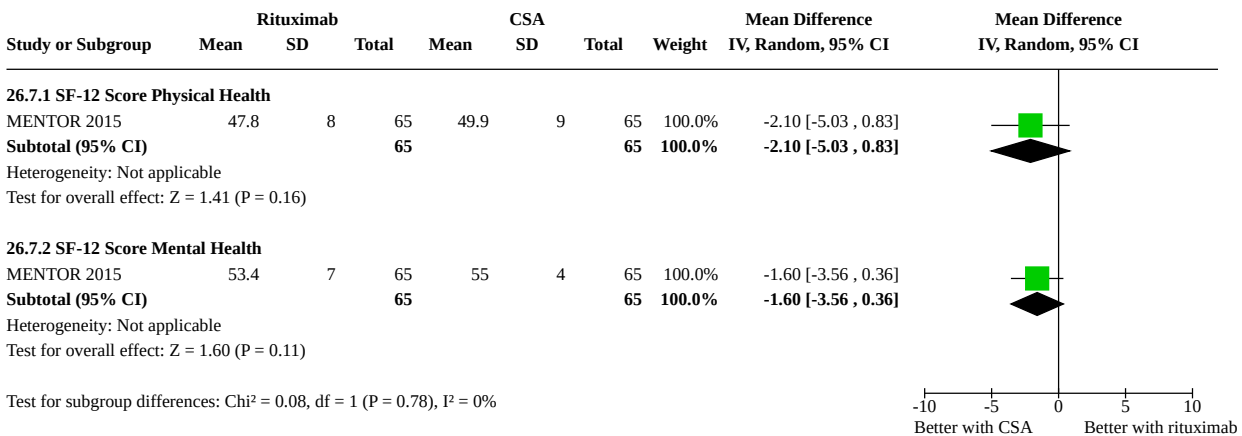 Rituximab CSA Mean Difference Mean Difference
Study or Subgroup Mean SD Total Mean SD Total Weight IV, Random, 95% CI IV, Random, 95% CI
26.7.1 SF-12 Score Physical Health
MENTOR 2015 47.8 8 65 49.9 9 65 100.0% -2.10 [-5.03 , 0.83]
Subtotal (95% CI) 65 65 100.0% -2.10 [-5.03 , 0.83]
Heterogeneity: Not applicable
Test for overall effect: Z = 1.41 (P = 0.16)
26.7.2 SF-12 Score Mental Health
MENTOR 2015 53.4 7 65 55 4 65 100.0% -1.60 [-3.56 , 0.36]
Subtotal (95% CI) 65 65 100.0% -1.60 [-3.56 , 0.36]
Heterogeneity: Not applicable
Test for overall effect: Z = 1.60 (P = 0.11)
Test for subgroup differences: Chi² = 0.08, df = 1 (P = 0.78), I² = 0%
-10 -5 0 5 10
Better with CSA Better with rituximab